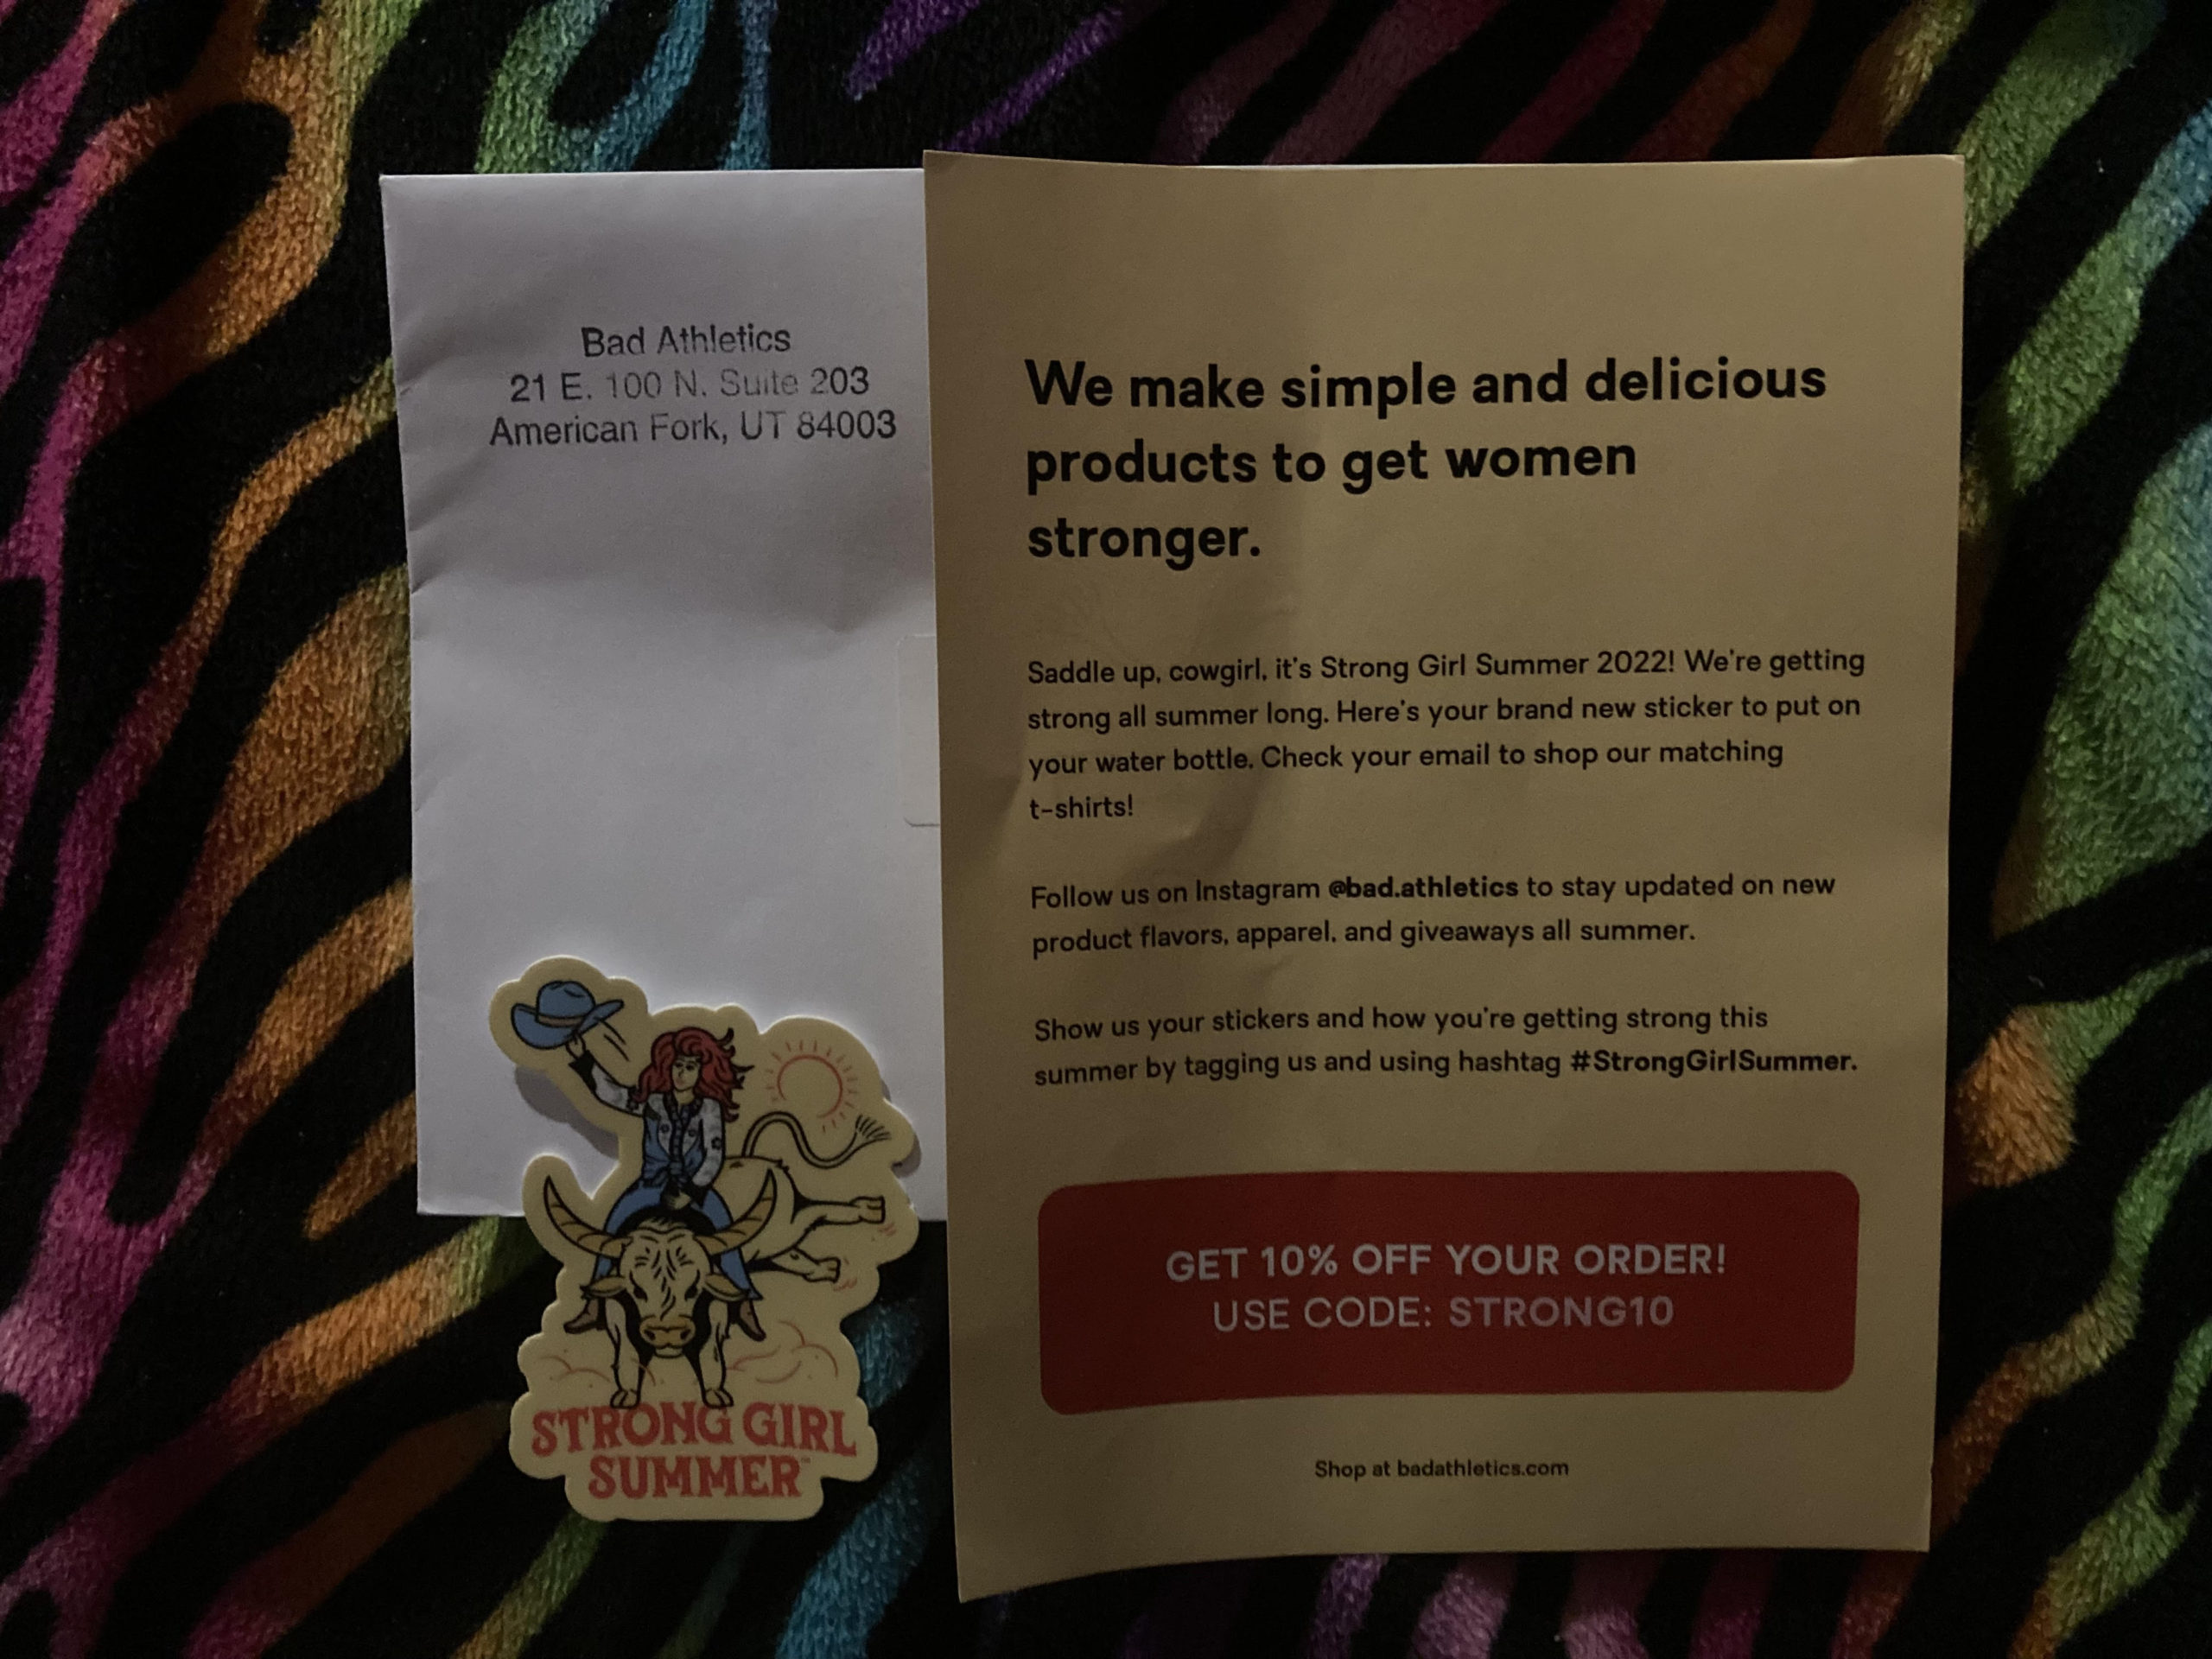 Bad Athletics
21 E. 100 N. Suite 203
American Fork, UT 84003
We make simple and delicious
products to get women
stronger.
Saddle up, cowgirl, it's Strong Girl Summer 2022! We're getting
strong all summer long. Here's your brand new sticker to put on
your water bottle. Check your email to shop our matching
t-shirts!
Follow us on Instagram @bad.athletics to stay updated on new
product flavors, apparel, and giveaways all summer.
Show us your stickers and how you're getting strong this
summer by tagging us and using hashtag #StrongGirlSummer.
GET 10% OFF YOUR ORDER!
USE CODE: STRONG10
Shop at badathletics.com
STRONG GIRL
SUMMER™